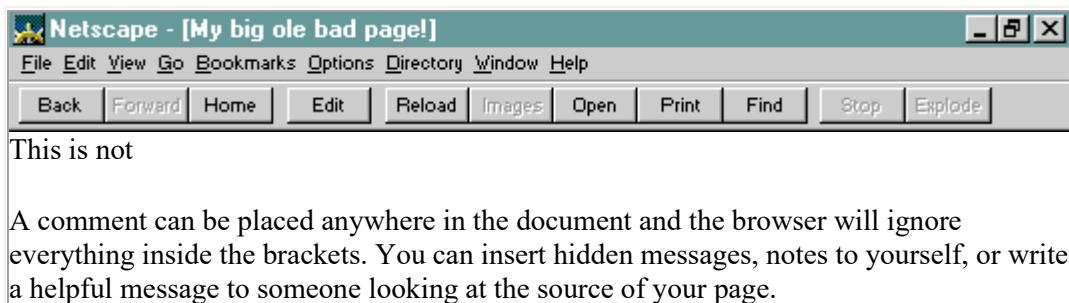 Netscape - [My big ole bad page!]
File Edit View Go Bookmarks Options Directory Window Help
Back Forward Home Edit Reload Images Open Print Find Stop Explode
This is not
A comment can be placed anywhere in the document and the browser will ignore
everything inside the brackets. You can insert hidden messages, notes to yourself, or write
a helpful message to someone looking at the source of your page.